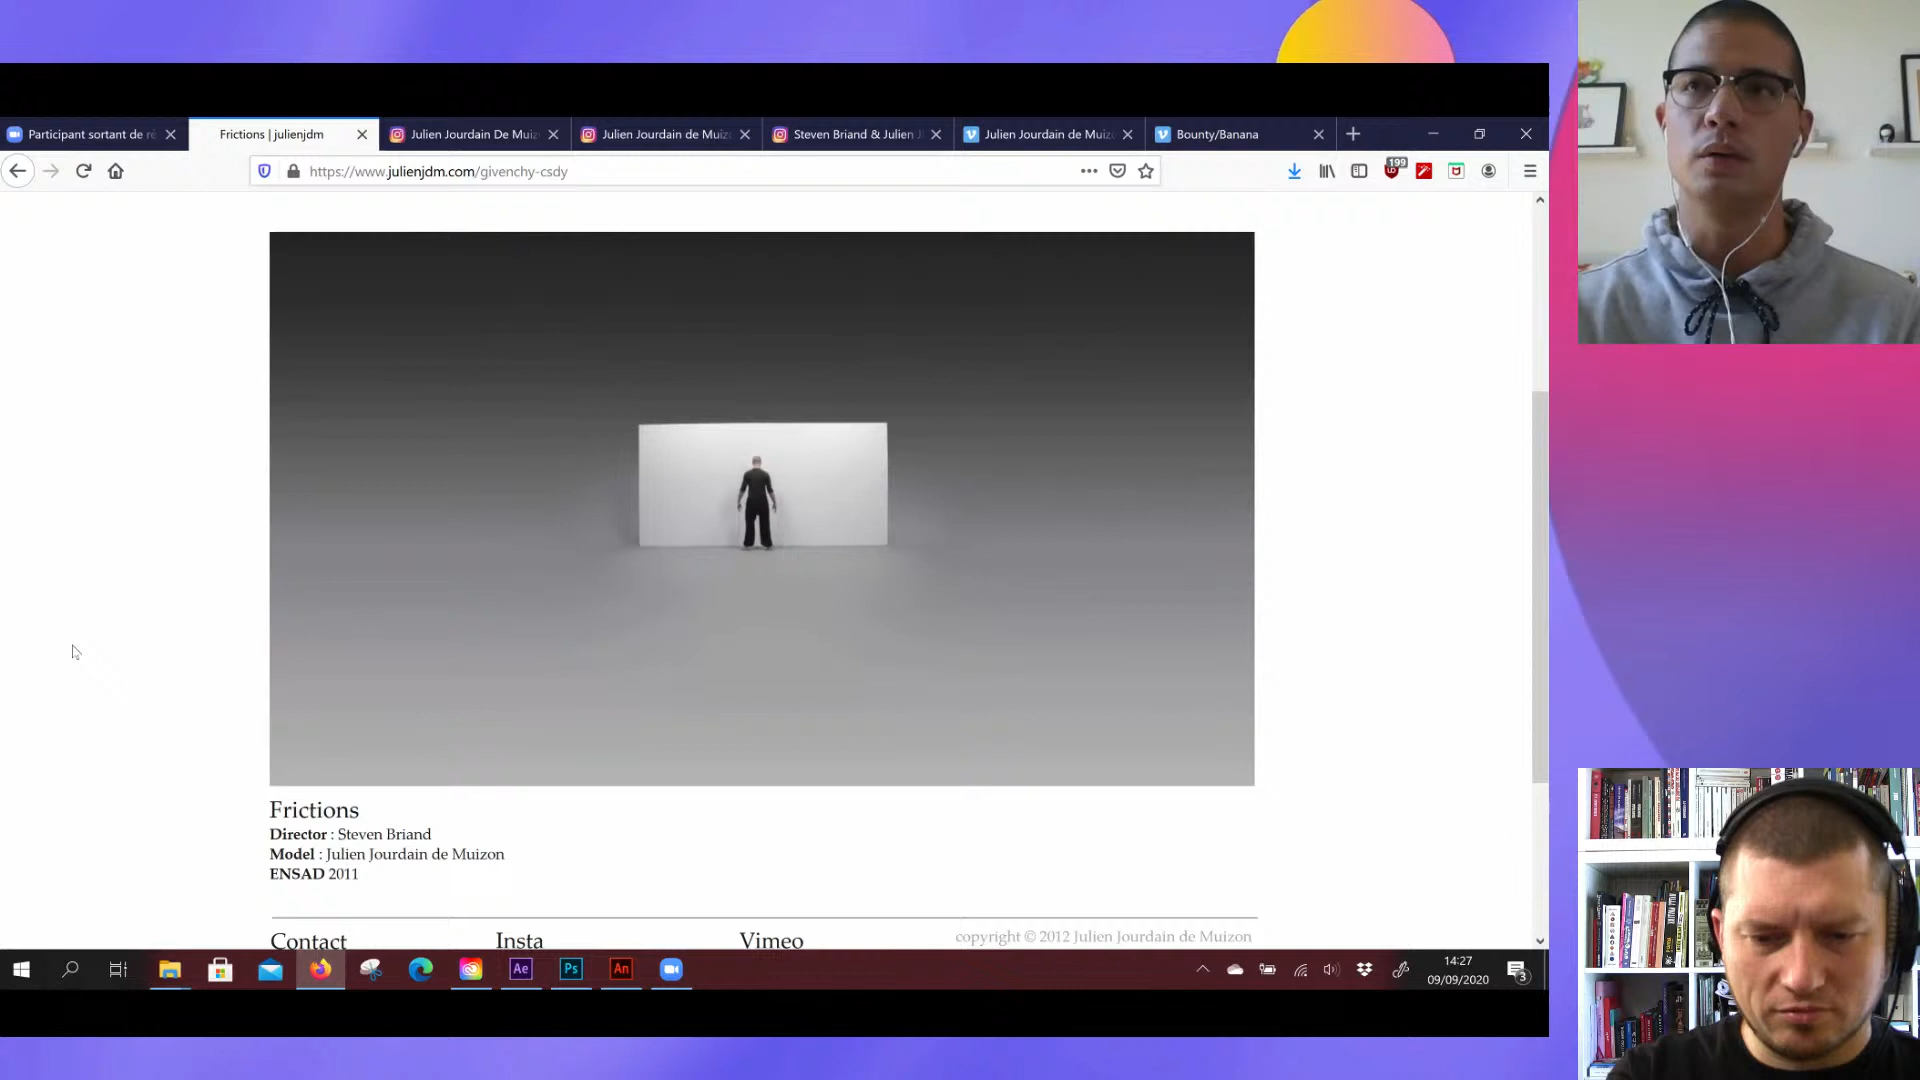 Participant sortant de ré
Frictions | julienjdm
Julien Jourdain De Muiz
Julien Jourdain de Muiz
Steven Briand & Julien J
Julien Jourdain de Muiz
Bounty/Banana
https://www.julienjdm.com/givenchy-csdy
199
Frictions
Director : Steven Briand
Model : Julien Jourdain de Muizon
ENSAD 2011
Contact
Insta
Vimeo
copyright © 2012 Julien Jourdain de Muizon
Ae
Ps
An
14:27
09/09/2020
3